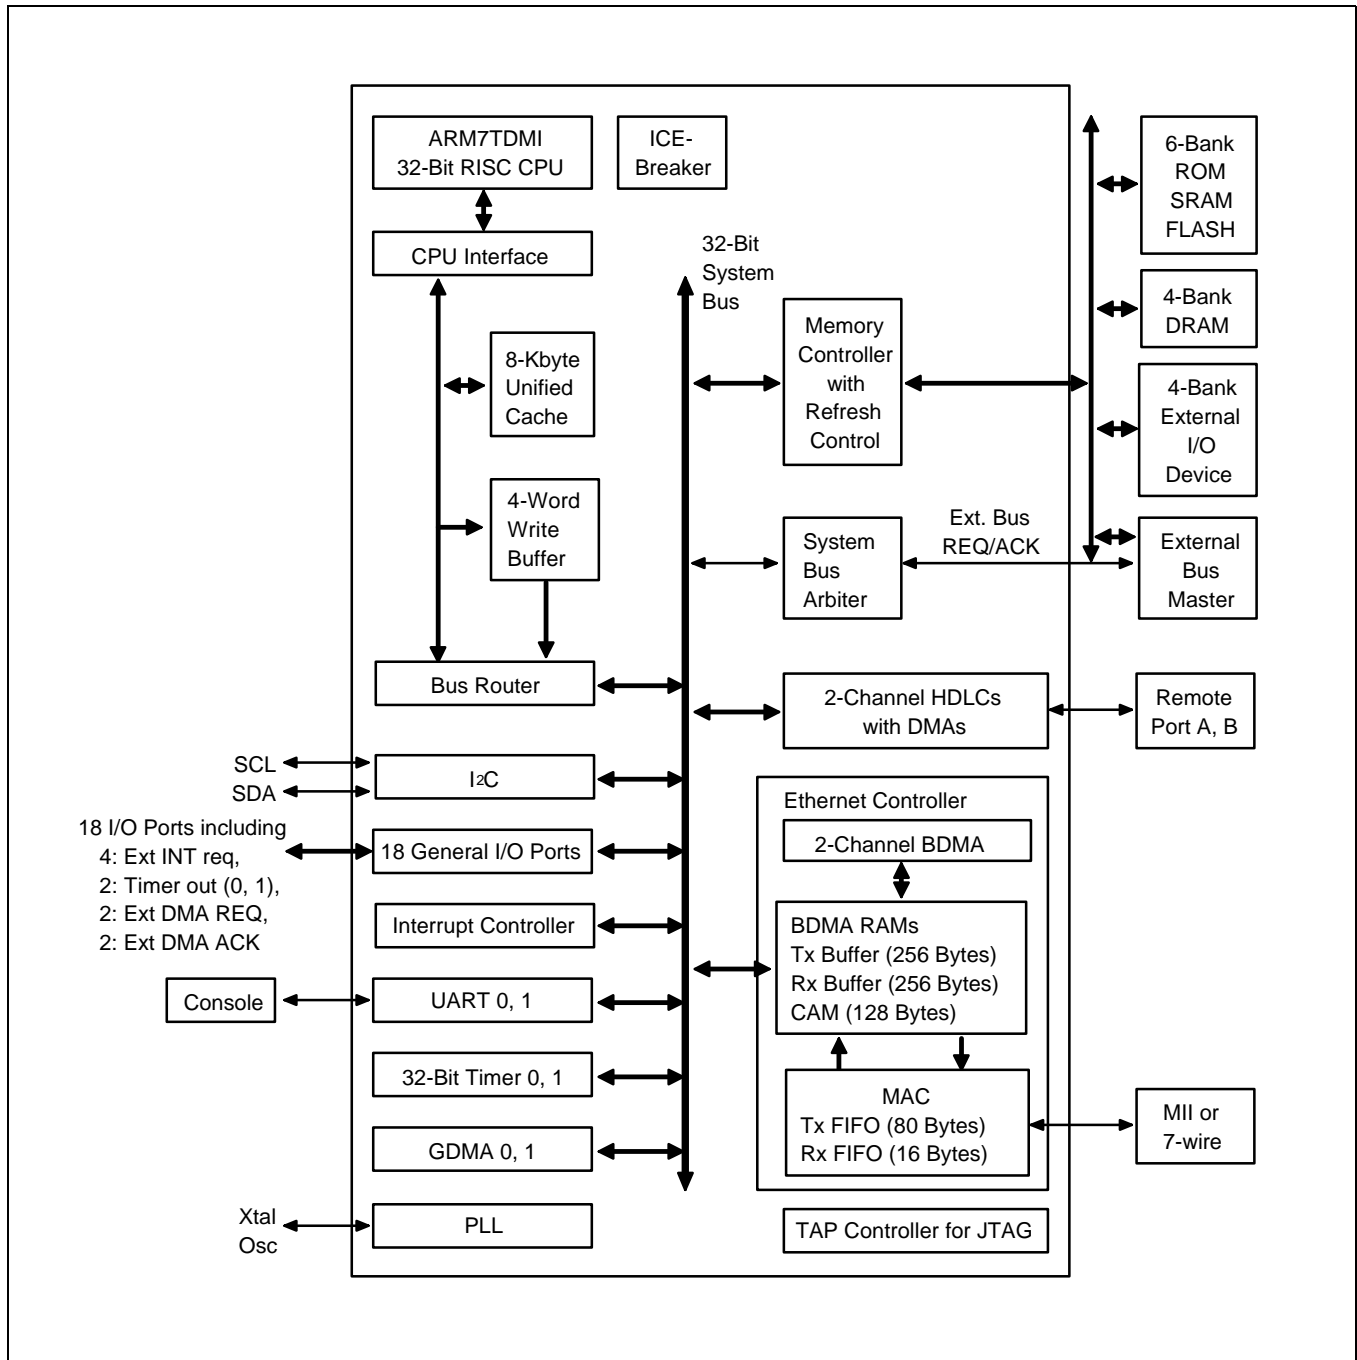 ARM7TDMI
32-Bit RISC CPU
ICE-
Breaker
6-Bank
ROM
SRAM
FLASH
CPU Interface
32-Bit
System
Bus
4-Bank
DRAM
8-Kbyte
Unified
Cache
Memory
Controller
with
Refresh
Control
4-Bank
External
I/O
Device
4-Word
Write
Buffer
System
Bus
Arbiter
Ext. Bus
REQ/ACK
External
Bus
Master
Bus Router
2-Channel HDLCs
with DMAs
Remote
Port A, B
SCL
SDA
I2C
18 I/O Ports including
4: Ext INT req,
2: Timer out (0, 1),
2: Ext DMA REQ,
2: Ext DMA ACK
18 General I/O Ports
Interrupt Controller
Console
UART 0, 1
32-Bit Timer 0, 1
GDMA 0, 1
Xtal
Osc
PLL
Ethernet Controller
2-Channel BDMA
BDMA RAMs
Tx Buffer (256 Bytes)
Rx Buffer (256 Bytes)
CAM (128 Bytes)
MAC
Tx FIFO (80 Bytes)
Rx FIFO (16 Bytes)
MII or
7-wire
TAP Controller for JTAG